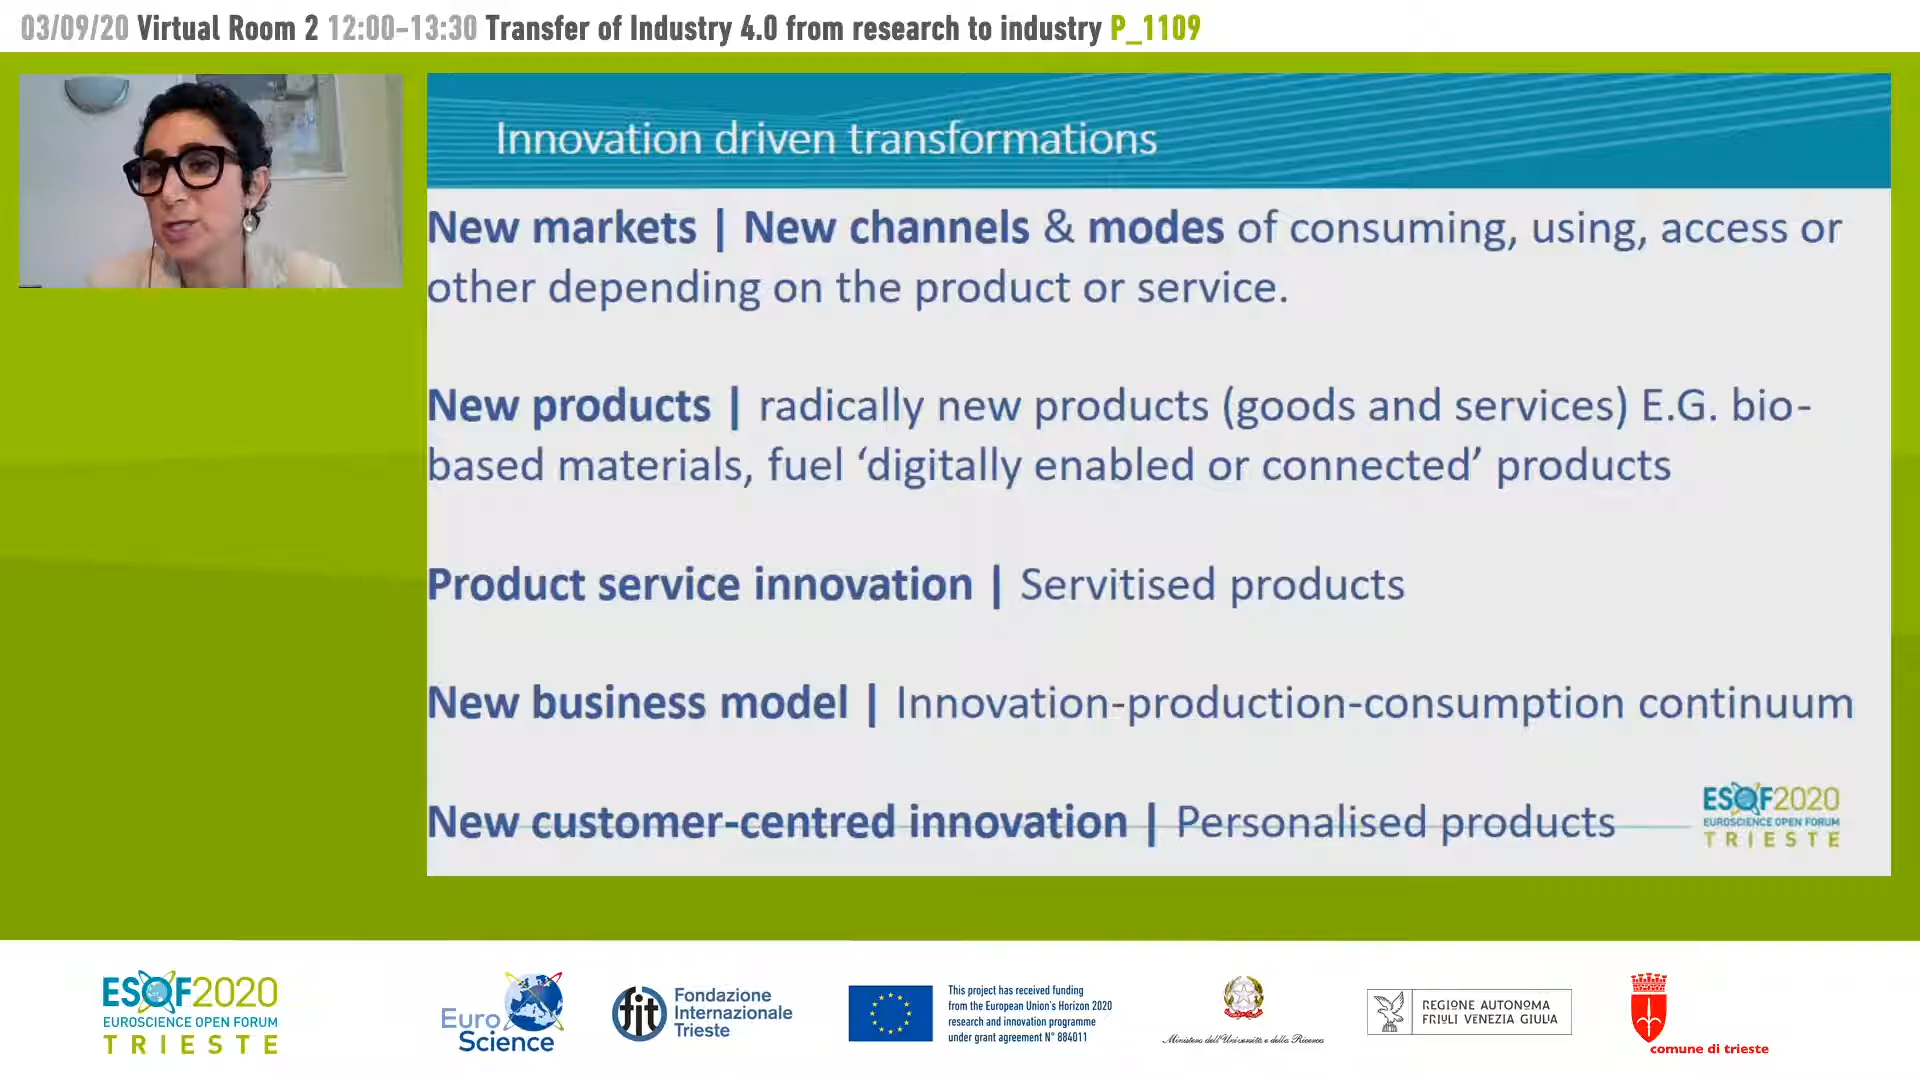 03/09/20 Virtual Room 2 12:00-13:30 Transfer of Industry 4.0 from research to industry P_1109
Innovation driven transformations
New markets | New channels & modes of consuming, using, access or
other depending on the product or service.
New products | radically new products (goods and services) E.G. bio-
based materials, fuel ‘digitally enabled or connected’ products
Product service innovation | Servitised products
New business model | Innovation-production-consumption continuum
New customer-centred innovation | Personalised products
ESOF2020
EUROSCIENCE OPEN FORUM
TRIESTE
ESOF2020
EUROSCIENCE OPEN FORUM
TRIESTE
Euro
Science
fit
Fondazione
Internazionale
Trieste
This project has received funding
from the European Union's Horizon 2020
research and innovation programme
under grant agreement N° 884011
Ministero dell'Università e della Ricerca
REGIONE AUTONOMA
FRIULI VENEZIA GIULIA
comune di trieste